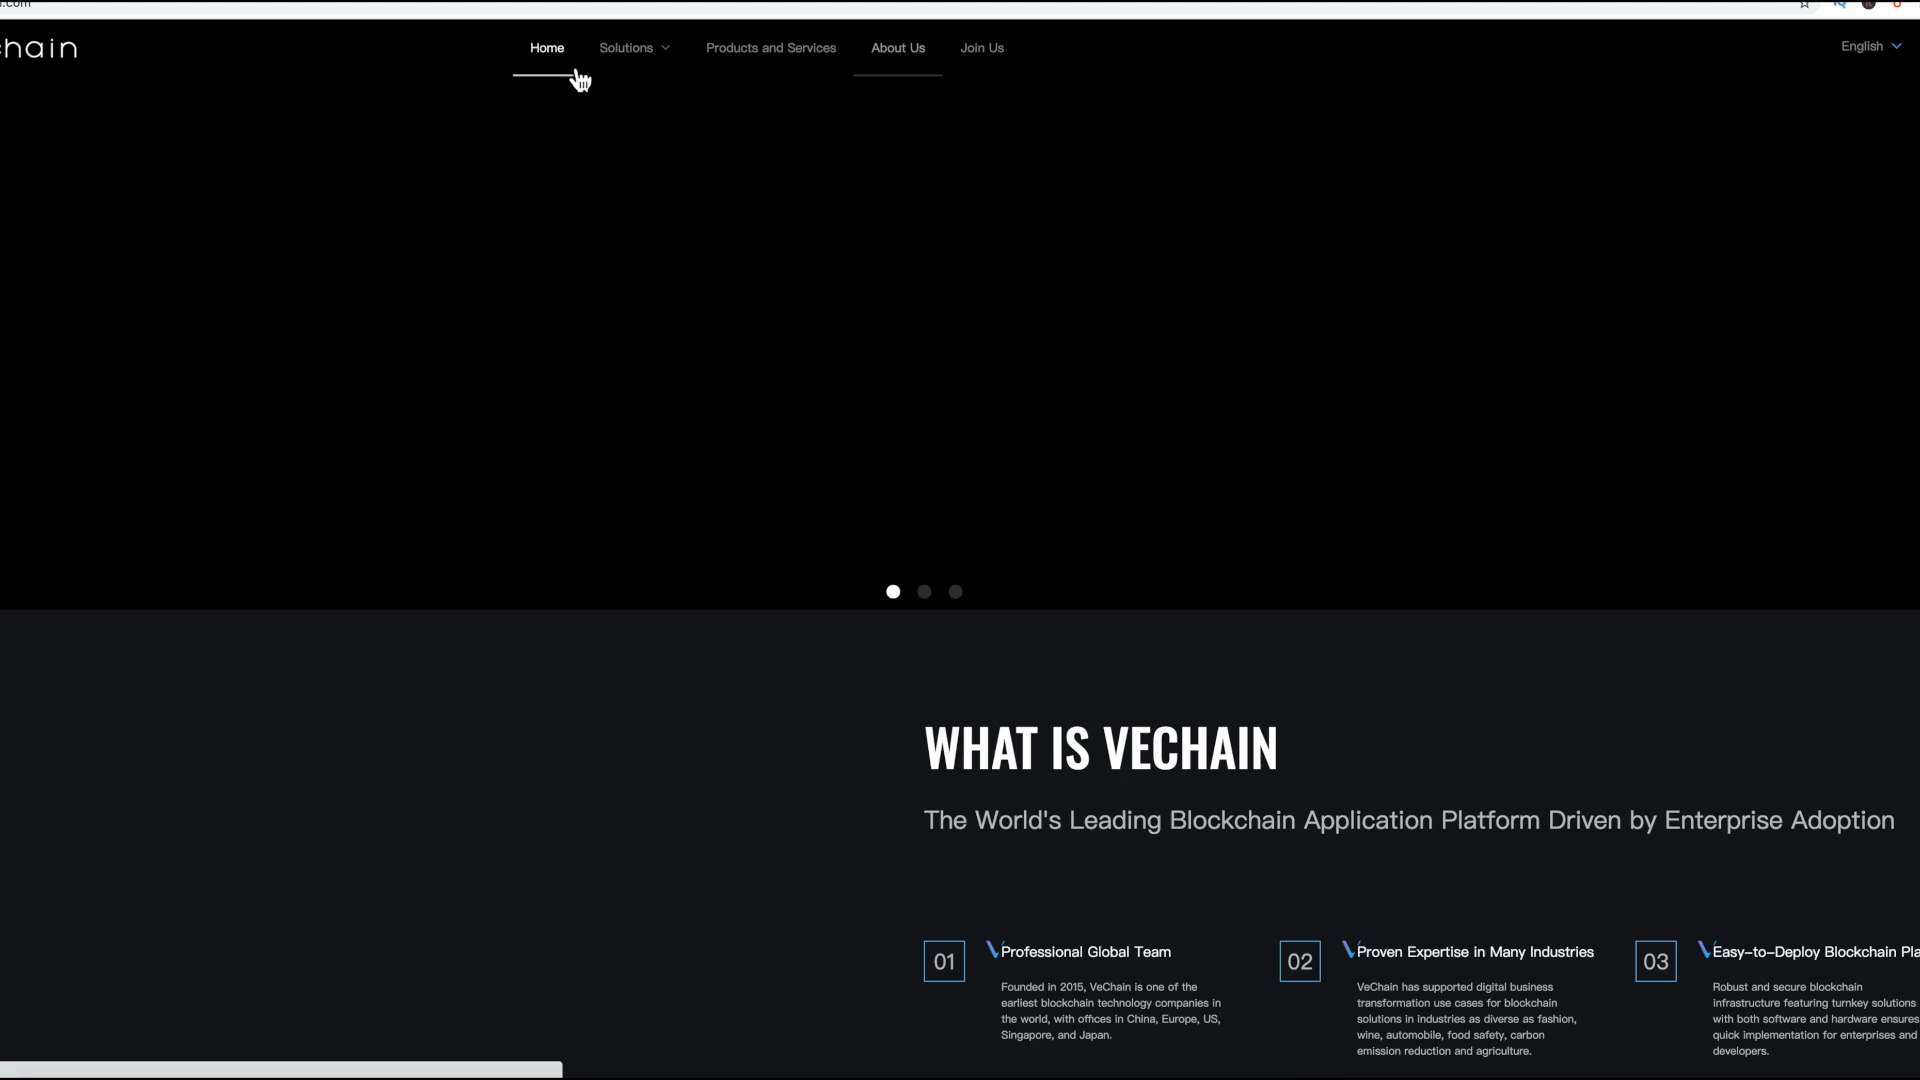 r.com
chain
Home Solutions Products and Services About Us Join Us
English
WHAT IS VECHAIN
The World's Leading Blockchain Application Platform Driven by Enterprise Adoption
01
Professional Global Team
Founded in 2015, VeChain is one of the
earliest blockchain technology companies in
the world, with offices in China, Europe, US,
Singapore, and Japan.
02
Proven Expertise in Many Industries
VeChain has supported digital business
transformation use cases for blockchain
solutions in industries as diverse as fashion,
wine, automobile, food safety, carbon
emission reduction and agriculture.
03
Easy-to-Deploy Blockchain Pla
Robust and secure blockchain
infrastructure featuring turnkey solutions
with both software and hardware ensures
quick implementation for enterprises and
developers.